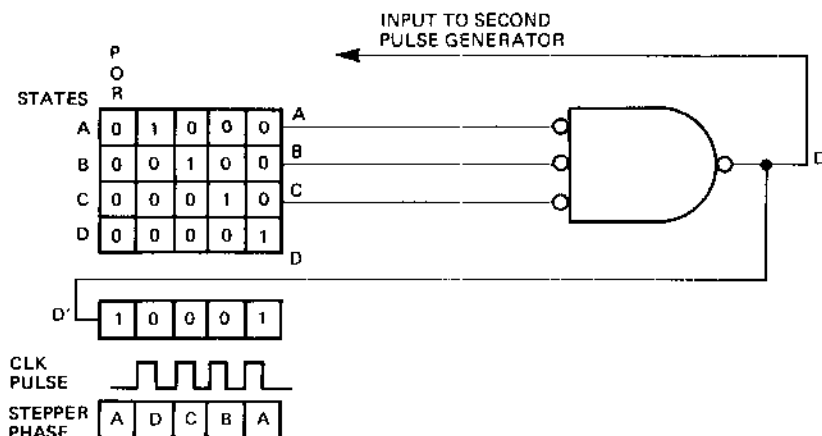 INPUT TO SECOND
PULSE GENERATOR
P
O
R
STATES
A 0 1 0 0 0 A
B 0 0 1 0 0 B
C 0 0 0 1 0 C
D 0 0 0 0 1 D
D
D' 1 0 0 0 1
CLK
PULSE
STEPPER
PHASE
A D C B A